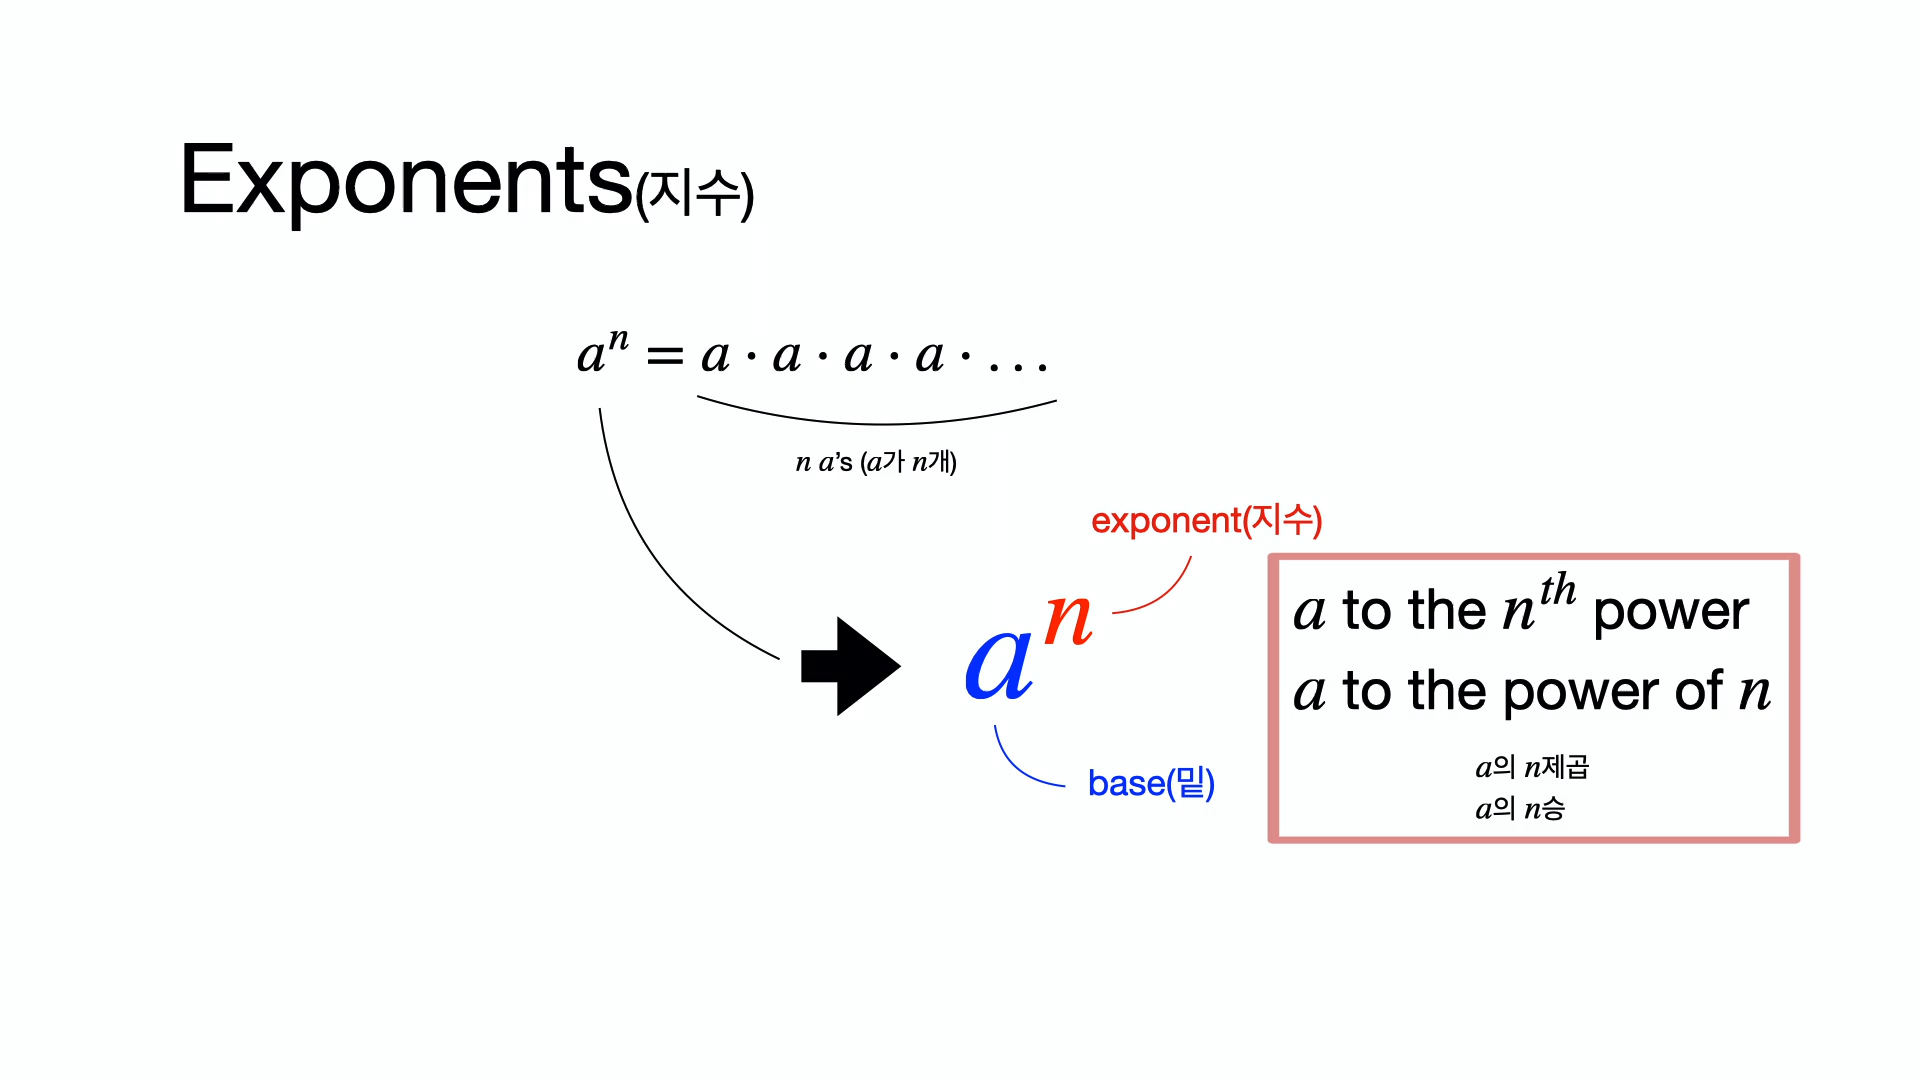 Exponents(지수)
aⁿ = a · a · a · a · …
n a's (a가 n개)
exponent(지수)
aⁿ
base(밑)
a to the nᵗʰ power
a to the power of n
a의 n제곱
a의 n승